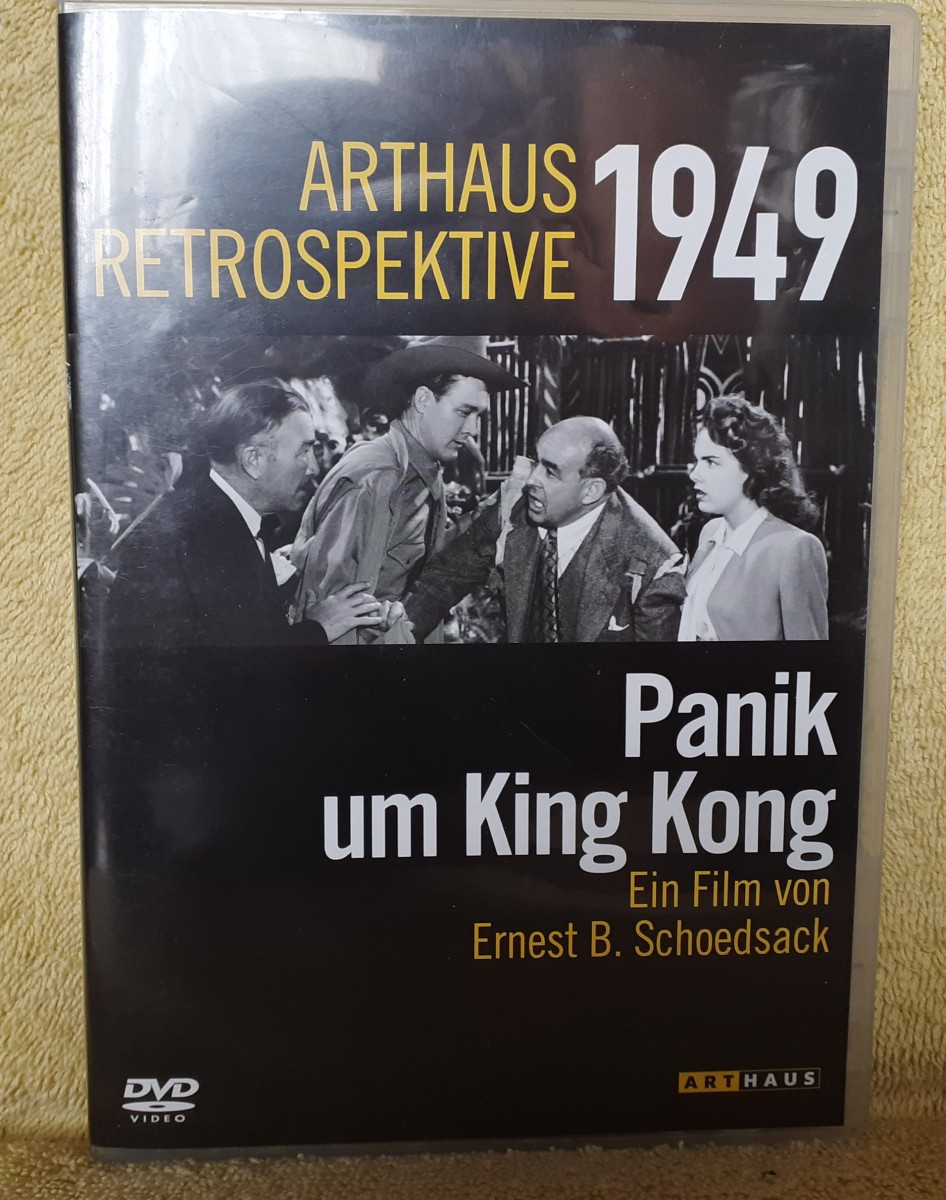 ARTHAUS
RETROSPEKTIVE
1949
Panik
um King Kong
Ein Film von
Ernest B. Schoedsack
DVD
VIDEO
ARTHAUS